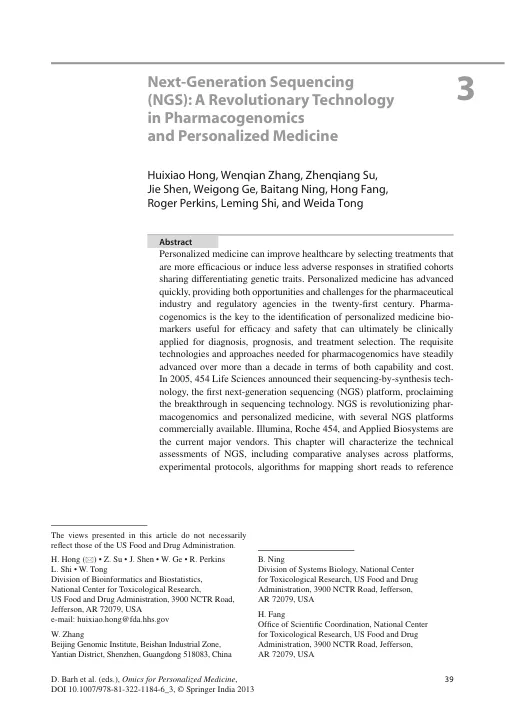 Next-Generation Sequencing
(NGS): A Revolutionary Technology
in Pharmacogenomics
and Personalized Medicine
3
Huixiao Hong, Wenqian Zhang, Zhenqiang Su,
Jie Shen, Weigong Ge, Baitang Ning, Hong Fang,
Roger Perkins, Leming Shi, and Weida Tong
Abstract
Personalized medicine can improve healthcare by selecting treatments that
are more efficacious or induce less adverse responses in stratified cohorts
sharing differentiating genetic traits. Personalized medicine has advanced
quickly, providing both opportunities and challenges for the pharmaceutical
industry and regulatory agencies in the twenty-first century. Pharma-
cogenomics is the key to the identification of personalized medicine bio-
markers useful for efficacy and safety that can ultimately be clinically
applied for diagnosis, prognosis, and treatment selection. The requisite
technologies and approaches needed for pharmacogenomics have steadily
advanced over more than a decade in terms of both capability and cost.
In 2005, 454 Life Sciences announced their sequencing-by-synthesis tech-
nology, the first next-generation sequencing (NGS) platform, proclaiming
the breakthrough in sequencing technology. NGS is revolutionizing phar-
macogenomics and personalized medicine, with several NGS platforms
commercially available. Illumina, Roche 454, and Applied Biosystems are
the current major vendors. This chapter will characterize the technical
assessments of NGS, including comparative analyses across platforms,
experimental protocols, algorithms for mapping short reads to reference
The views presented in this article do not necessarily
reflect those of the US Food and Drug Administration.
H. Hong (✉) • Z. Su • J. Shen • W. Ge • R. Perkins
L. Shi • W. Tong
Division of Bioinformatics and Biostatistics,
National Center for Toxicological Research,
US Food and Drug Administration, 3900 NCTR Road,
Jefferson, AR 72079, USA
e-mail: huixiao.hong@fda.hhs.gov
W. Zhang
Beijing Genomic Institute, Beishan Industrial Zone,
Yantian District, Shenzhen, Guangdong 518083, China
B. Ning
Division of Systems Biology, National Center
for Toxicological Research, US Food and Drug
Administration, 3900 NCTR Road, Jefferson,
AR 72079, USA
H. Fang
Office of Scientific Coordination, National Center
for Toxicological Research, US Food and Drug
Administration, 3900 NCTR Road, Jefferson,
AR 72079, USA
D. Barh et al. (eds.), Omics for Personalized Medicine,
DOI 10.1007/978-81-322-1184-6_3, © Springer India 2013
39